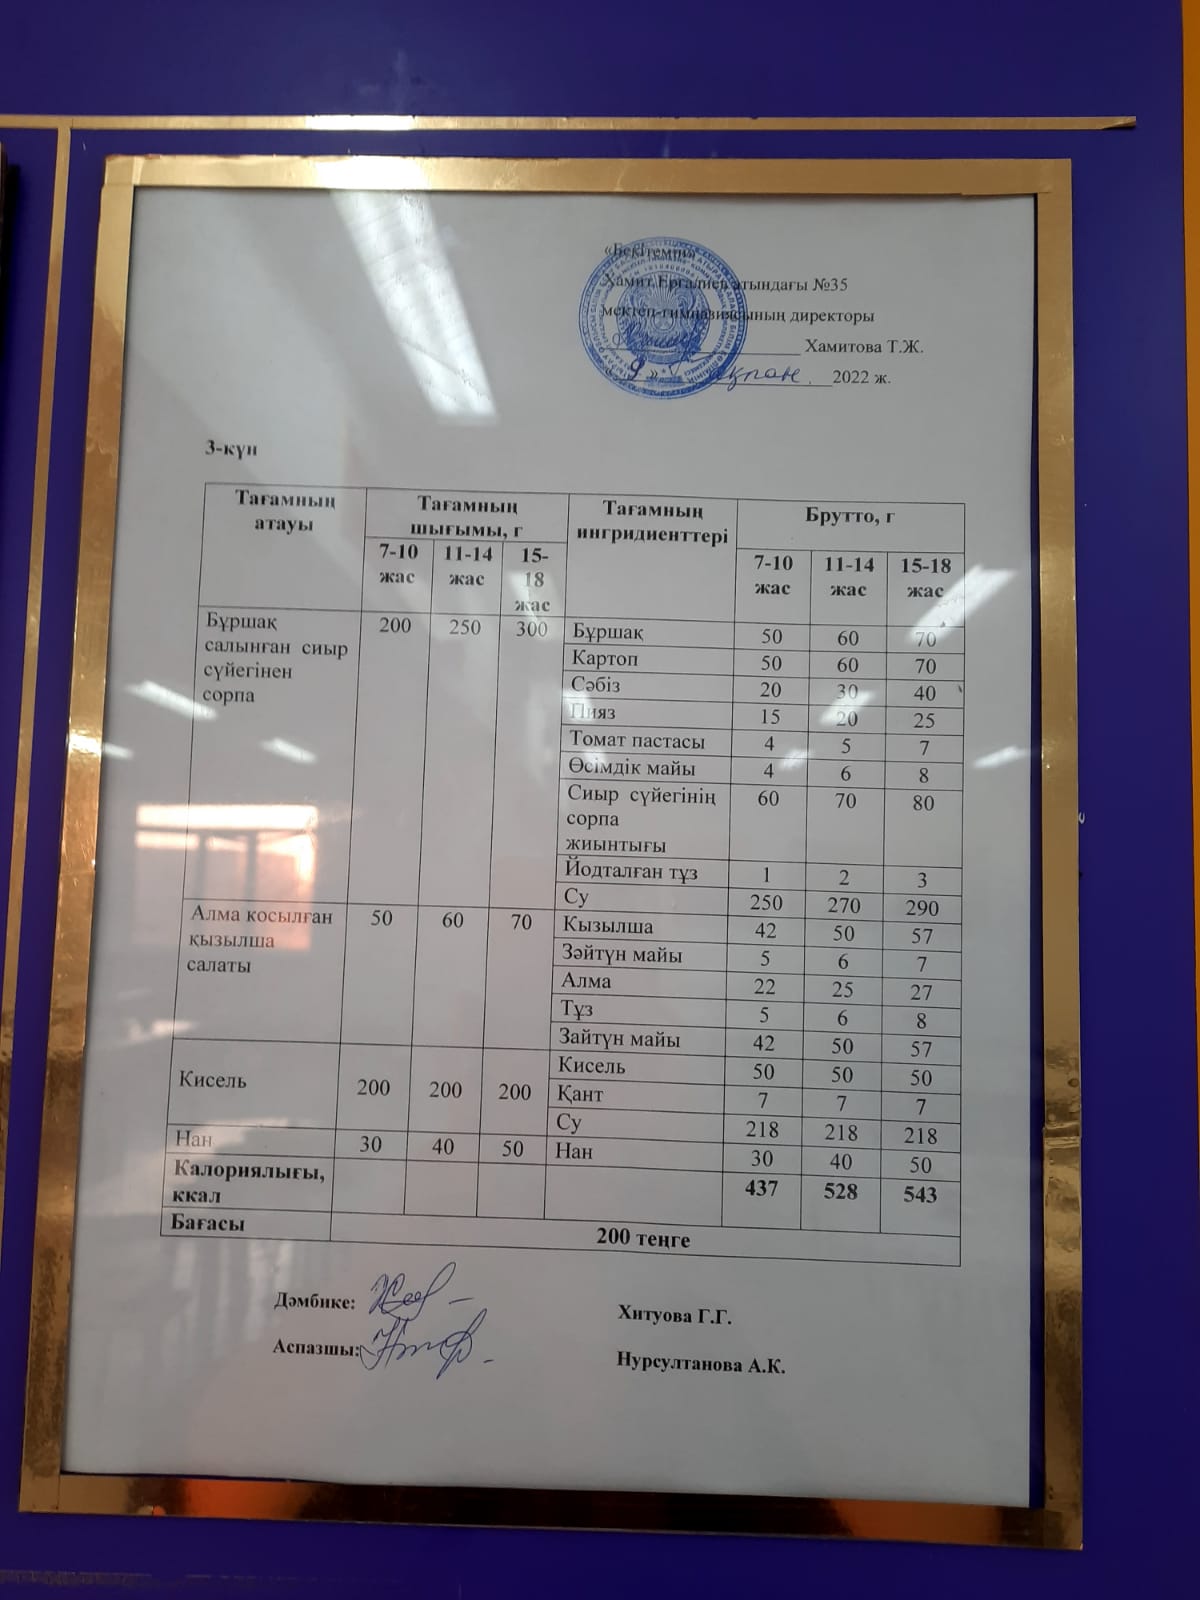 «Бекітемін»
Хамит Ерғалиев атындағы №35
мектеп-гимназиясының директоры
Хамитова Т.Ж.
9 » ақпан 2022 ж.
3-күн
Тағамның атауы | Тағамның шығымы, г | Тағамның ингридиенттері | Брутто, г
7-10 жас | 11-14 жас | 15-18 жас | 7-10 жас | 11-14 жас | 15-18 жас
Бұршақ салынған сиыр сүйегінен сорпа | 200 | 250 | 300 | Бұршақ | 50 | 60 | 70
Картоп | 50 | 60 | 70
Сәбіз | 20 | 30 | 40
Пияз | 15 | 20 | 25
Томат пастасы | 4 | 5 | 7
Өсімдік майы | 4 | 6 | 8
Сиыр сүйегінің сорпа жиынтығы | 60 | 70 | 80
Йодталған тұз | 1 | 2 | 3
Су | 250 | 270 | 290
Алма қосылған қызылша салаты | 50 | 60 | 70 | Кызылша | 42 | 50 | 57
Зәйтүн майы | 5 | 6 | 7
Алма | 22 | 25 | 27
Тұз | 5 | 6 | 8
Зайтүн майы | 42 | 50 | 57
Кисель | 200 | 200 | 200 | Кисель | 50 | 50 | 50
Қант | 7 | 7 | 7
Су | 218 | 218 | 218
Нан | 30 | 40 | 50 | Нан | 30 | 40 | 50
Калориялығы, ккал | 437 | 528 | 543
Бағасы | 200 теңге
Дәмбике: Хитуова Г.Г.
Аспазшы: Нурсултанова А.К.